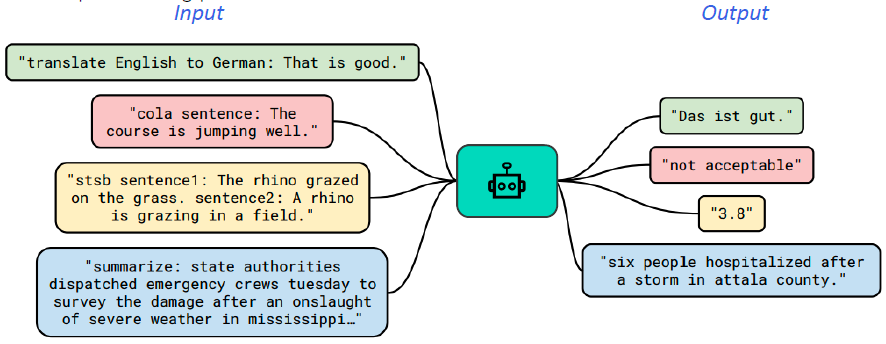 Input
Output
"translate English to German: That is good."
"cola sentence: The
course is jumping well."
"stsb sentence1: The rhino grazed
on the grass. sentence2: A rhino
is grazing in a field."
"summarize: state authorities
dispatched emergency crews tuesday to
survey the damage after an onslaught
of severe weather in mississippi…"
"Das ist gut."
"not acceptable"
"3.8"
"six people hospitalized after
a storm in attala county."